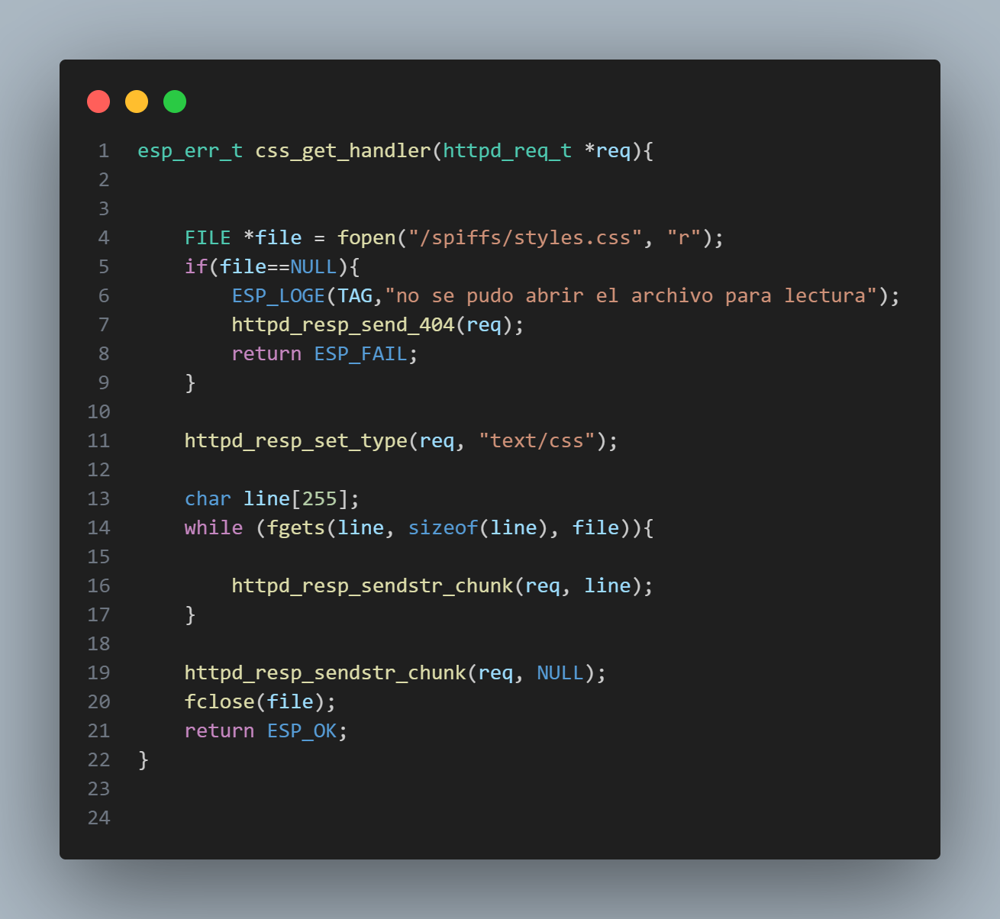 1 esp_err_t css_get_handler(httpd_req_t *req){
2
3
4     FILE *file = fopen("/spiffs/styles.css", "r");
5     if(file==NULL){
6         ESP_LOGE(TAG,"no se pudo abrir el archivo para lectura");
7         httpd_resp_send_404(req);
8         return ESP_FAIL;
9     }
10
11     httpd_resp_set_type(req, "text/css");
12
13     char line[255];
14     while (fgets(line, sizeof(line), file)){
15
16         httpd_resp_sendstr_chunk(req, line);
17     }
18
19     httpd_resp_sendstr_chunk(req, NULL);
20     fclose(file);
21     return ESP_OK;
22 }
23
24